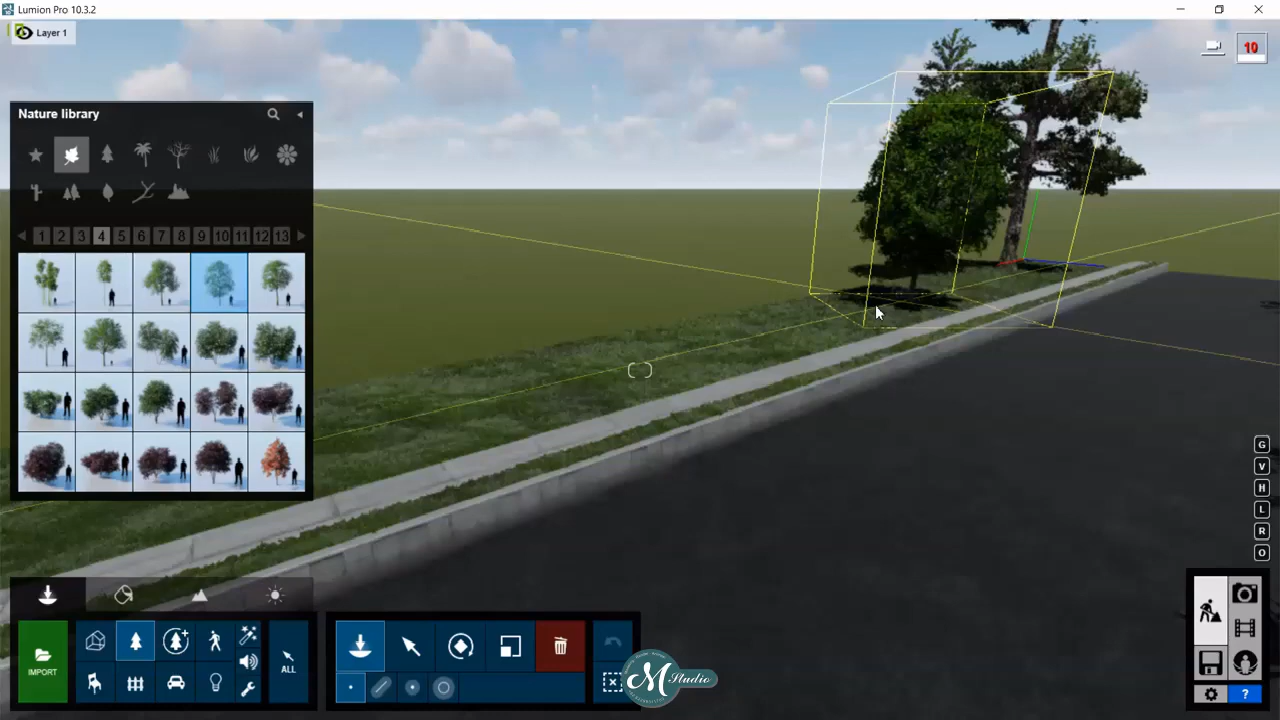 Lumion Pro 10.3.2
Layer 1
10
Nature library
1 2 3 4 5 6 7 8 9 10 11 12 13
G
V
H
L
R
O
IMPORT
ALL
M Studio
?